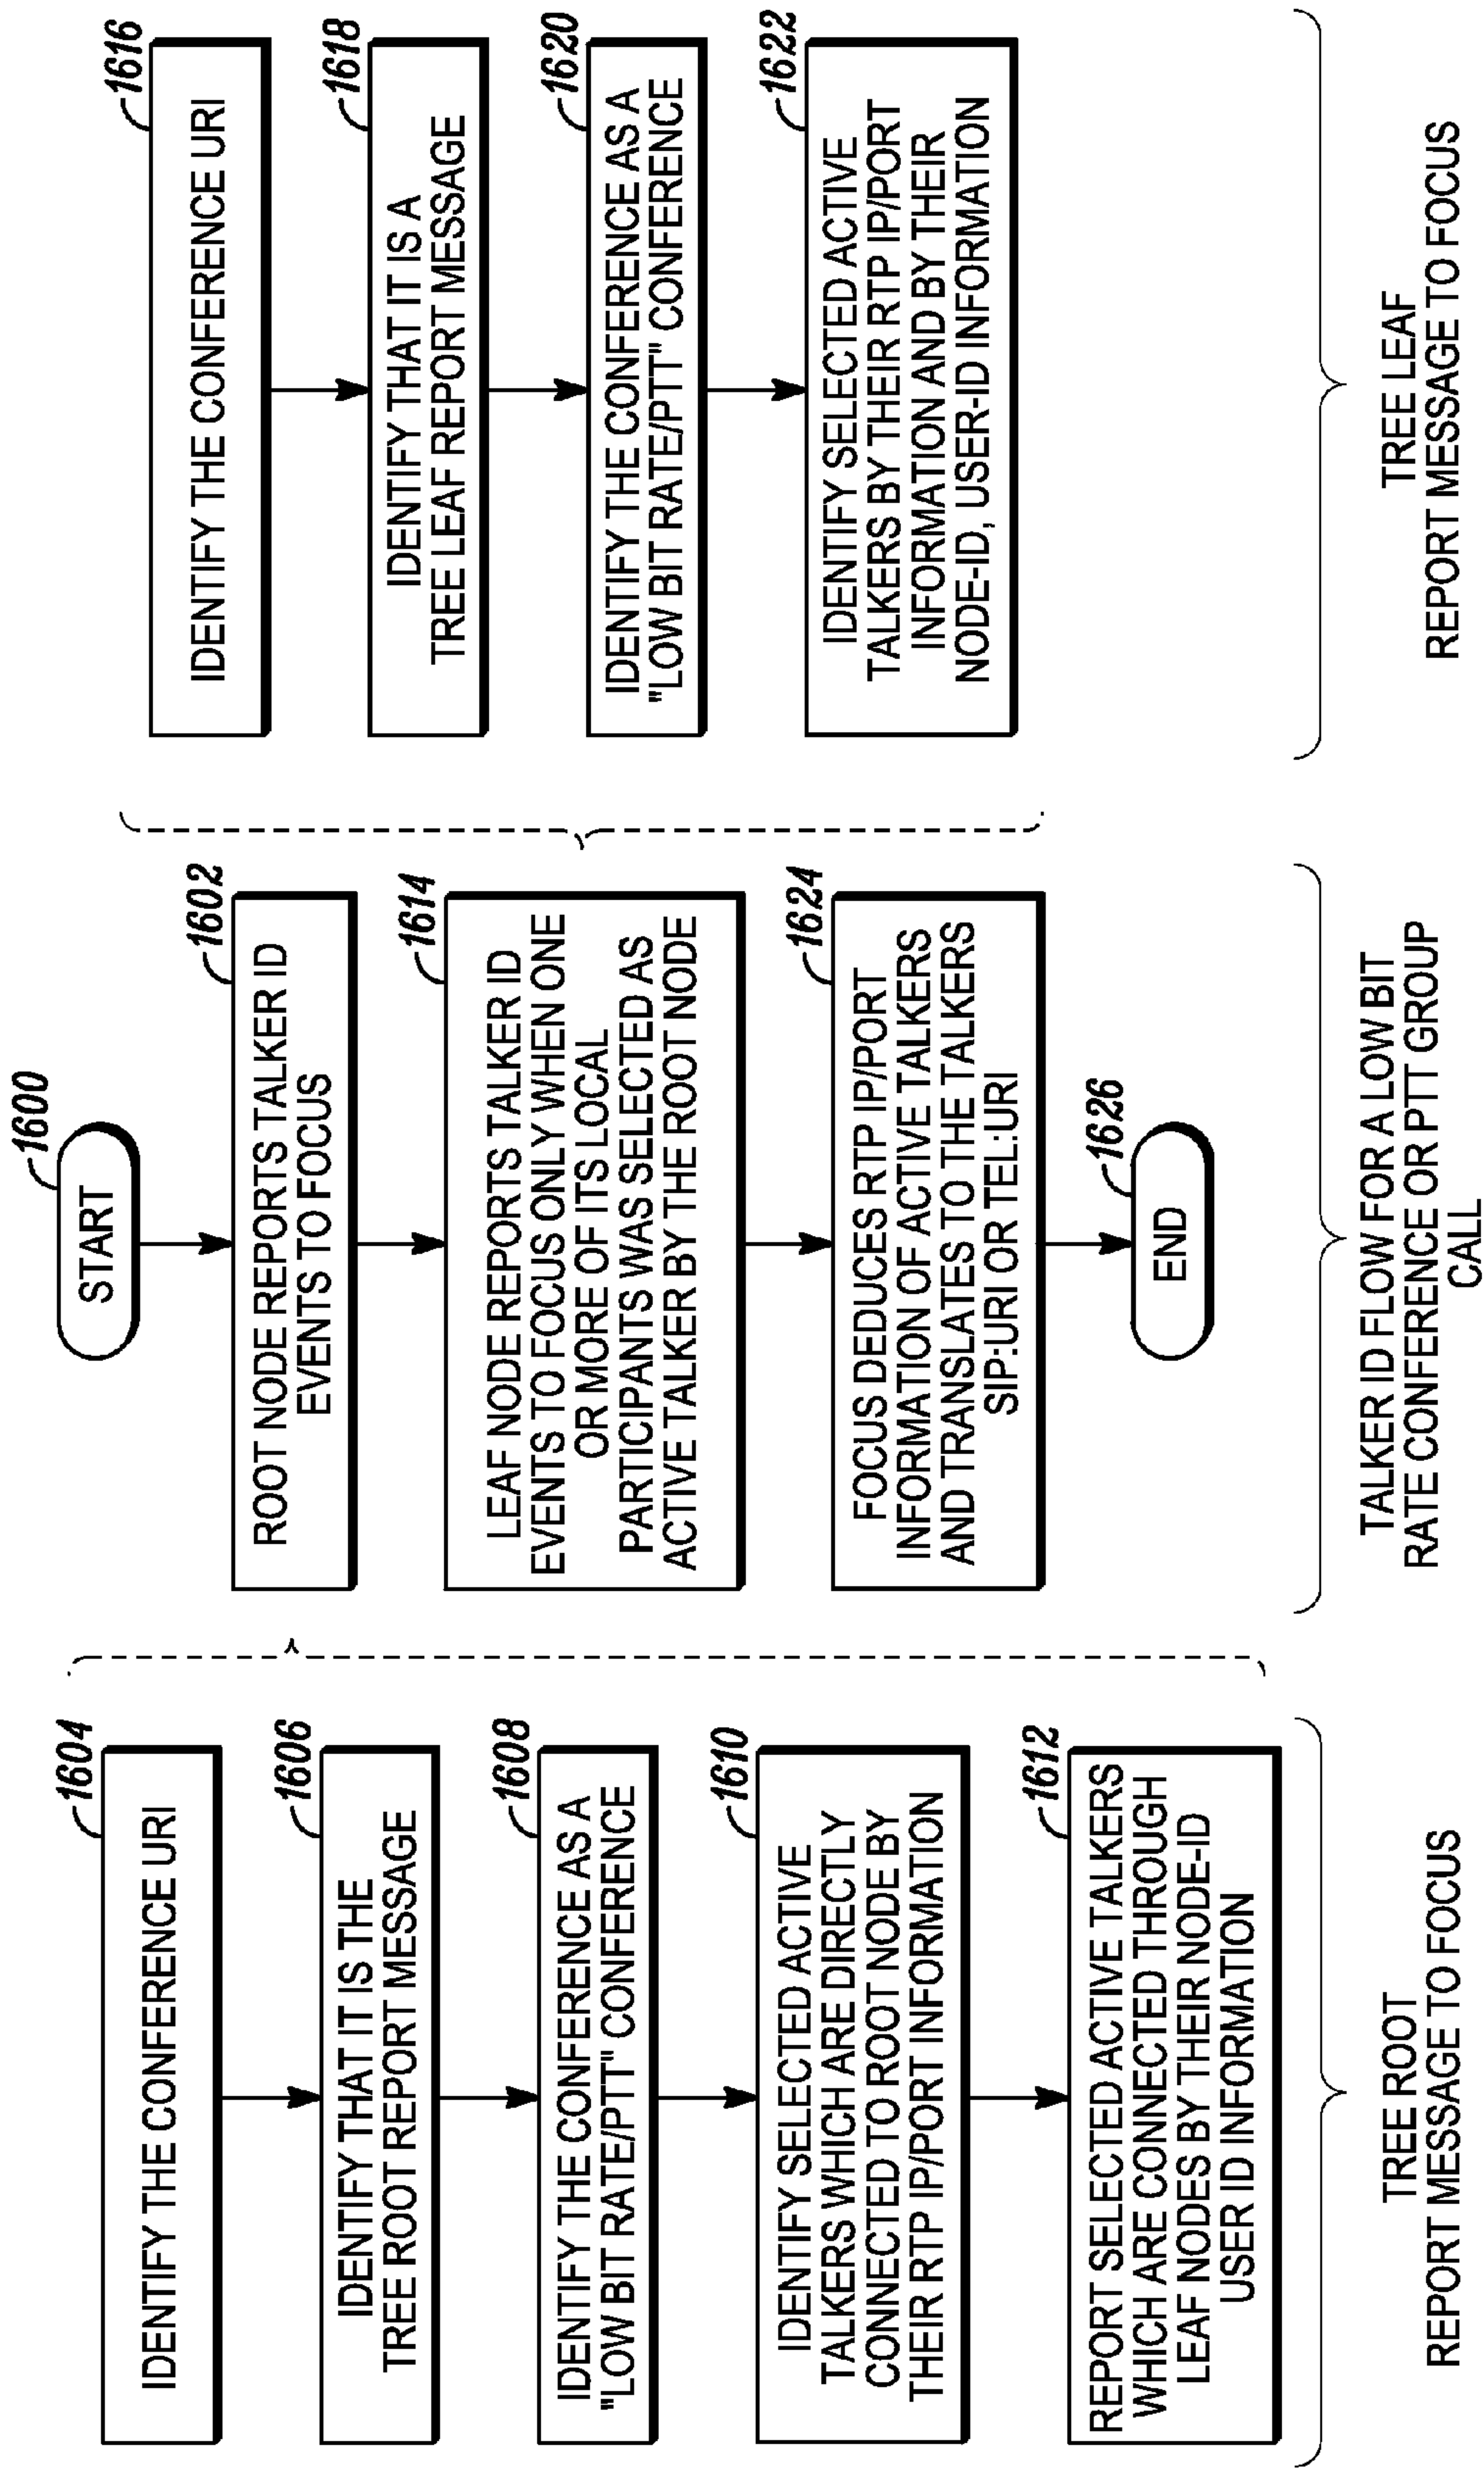 1604
IDENTIFY THE CONFERENCE URI
1606
IDENTIFY THAT IT IS THE
TREE ROOT REPORT MESSAGE
1608
IDENTIFY THE CONFERENCE AS A
"LOW BIT RATE/PTT" CONFERENCE
1610
IDENTIFY SELECTED ACTIVE
TALKERS WHICH ARE DIRECTLY
CONNECTED TO ROOT NODE BY
THEIR RTP IP/PORT INFORMATION
1612
REPORT SELECTED ACTIVE TALKERS
WHICH ARE CONNECTED THROUGH
LEAF NODES BY THEIR NODE-ID
USER ID INFORMATION
TREE ROOT
REPORT MESSAGE TO FOCUS
1600
START
1602
ROOT NODE REPORTS TALKER ID
EVENTS TO FOCUS
1614
LEAF NODE REPORTS TALKER ID
EVENTS TO FOCUS ONLY WHEN ONE
OR MORE OF ITS LOCAL
PARTICIPANTS WAS SELECTED AS
ACTIVE TALKER BY THE ROOT NODE
1624
FOCUS DEDUCES RTP IP/PORT
INFORMATION OF ACTIVE TALKERS
AND TRANSLATES TO THE TALKERS
SIP:URI OR TEL:URI
1626
END
TALKER ID FLOW FOR A LOW BIT
RATE CONFERENCE OR PTT GROUP
CALL
1616
IDENTIFY THE CONFERENCE URI
1618
IDENTIFY THAT IT IS A
TREE LEAF REPORT MESSAGE
1620
IDENTIFY THE CONFERENCE AS A
"LOW BIT RATE/PTT" CONFERENCE
1622
IDENTIFY SELECTED ACTIVE
TALKERS BY THEIR RTP IP/PORT
INFORMATION AND BY THEIR
NODE-ID, USER-ID INFORMATION
TREE LEAF
REPORT MESSAGE TO FOCUS